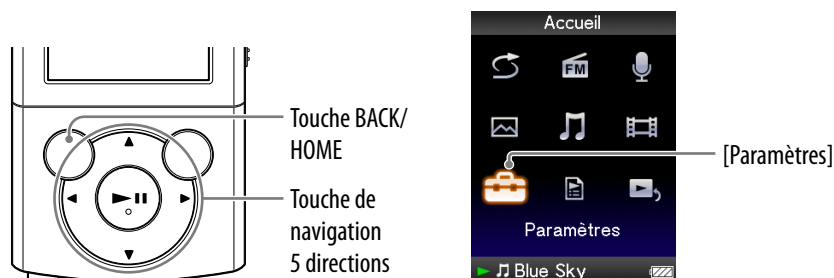 Touche BACK/
HOME
Touche de
navigation
5 directions
Accueil
FM
[Paramètres]
Paramètres
Blue Sky